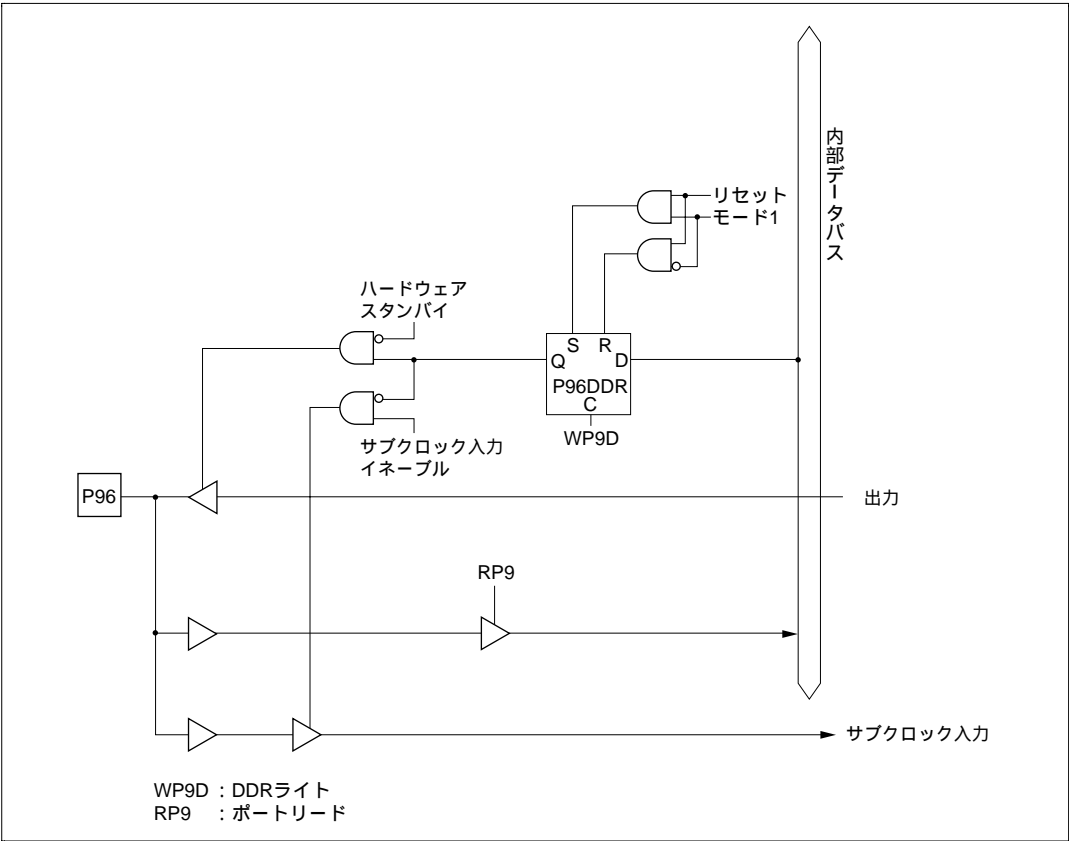 内部データバス
リセット
モード1
ハードウェア
スタンバイ
S R
Q D
P96DDR
C
WP9D
サブクロック入力
イネーブル
P96
出力
RP9
サブクロック入力
WP9D : DDRライト
RP9 : ポートリード